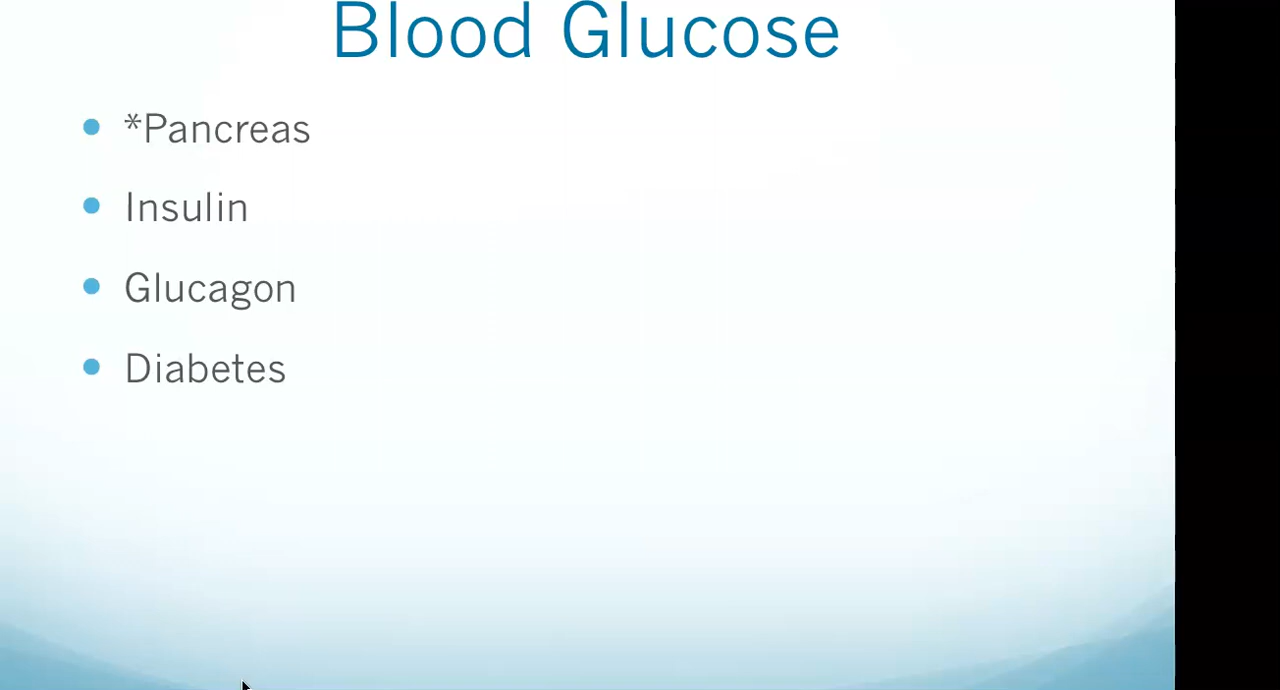 Blood Glucose
*Pancreas
Insulin
Glucagon
Diabetes